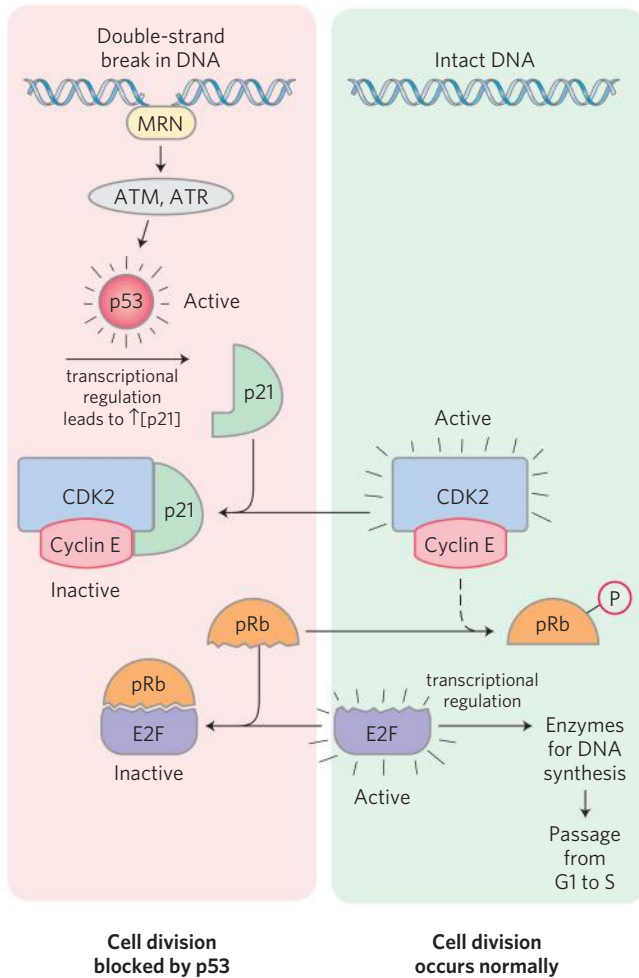 Double-strand
break in DNA
MRN
ATM, ATR
p53
Active
transcriptional
regulation
leads to ↑[p21]
p21
CDK2
p21
Cyclin E
Inactive
pRb
pRb
E2F
Inactive
Intact DNA
Active
CDK2
Cyclin E
P
pRb
transcriptional
regulation
E2F
Active
Enzymes
for DNA
synthesis
Passage
from
G1 to S
Cell division
blocked by p53
Cell division
occurs normally